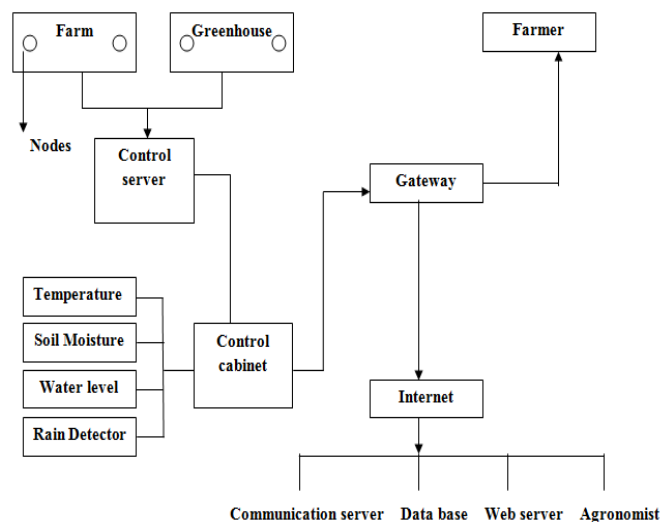 Farm
Greenhouse
Farmer
Nodes
Control
server
Gateway
Temperature
Soil Moisture
Water level
Rain Detector
Control
cabinet
Internet
Communication server
Data base
Web server
Agronomist